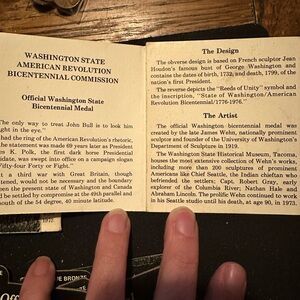 WASHINGTON STATE
AMERICAN REVOLUTION
BICENTENNIAL COMMISSION
Official Washington State
Bicentennial Medal
The only way to treat John Bull is to look him
ght in the eye."
had the ring of the American Revolution's rhetoric,
the statement was made 69 years later as President
es K. Polk, the first dark horse Presidential
idate, was swept into office on a campaign slogan
fty-four Forty or Fight."
t a third war with Great Britain, though
atened, would not be necessary and the boundary
een the present state of Washington and Canada
d be settled by compromise at the 49th parallel and
south of the 54 degree, 40 minute latitude.
The Design
The obverse design is based on French sculptor Jean
Houdon's famous bust of George Washington and
contains the dates of birth, 1732, and death, 1799, of the
nation's first President.
The reverse depicts the "Reeds of Unity" symbol and
the inscription, "State of Washington/American
Revolution Bicentennial/1776-1976."
The Artist
The official Washington bicentennial medal was
created by the late James Wehn, nationally prominent
sculptor and founder of the University of Washington's
Department of Sculpture in 1919.
The Washington State Historical Museum, Tacoma,
houses the most extensive collection of Wehn's works,
including nearly 200 sculptures of prominent
Americans like Chief Seattle, the Indian chieftan who
befriended the settlers; Capt. Robert Gray, early
explorer of the Columbia River; Nathan Hale and
Abraham Lincoln. The prolific Wehn continued to work
in his Seattle studio until his death, at age 90, in 1973.
BRONZE